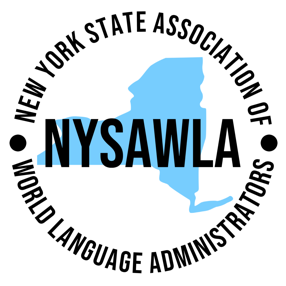 NEW YORK STATE ASSOCIATION OF
NYSAWLA
WORLD LANGUAGE ADMINISTRATORS